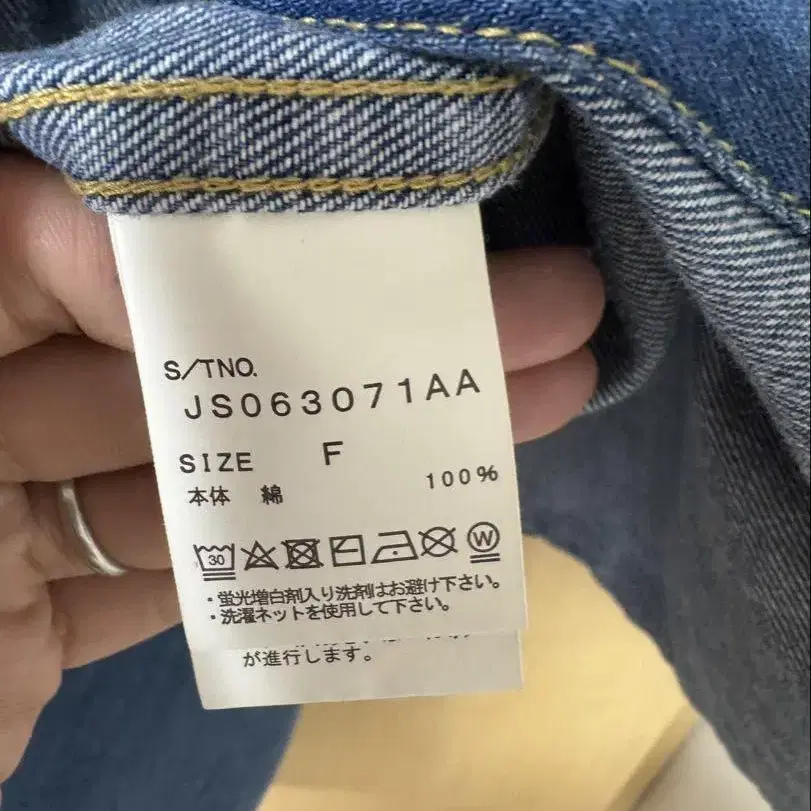 S/TNO.
JS063071AA
SIZE F
本体 綿 100%
30 W
・蛍光増白剤入り洗剤はお避け下さい。
・洗濯ネットを使用して下さい。
が進行します。